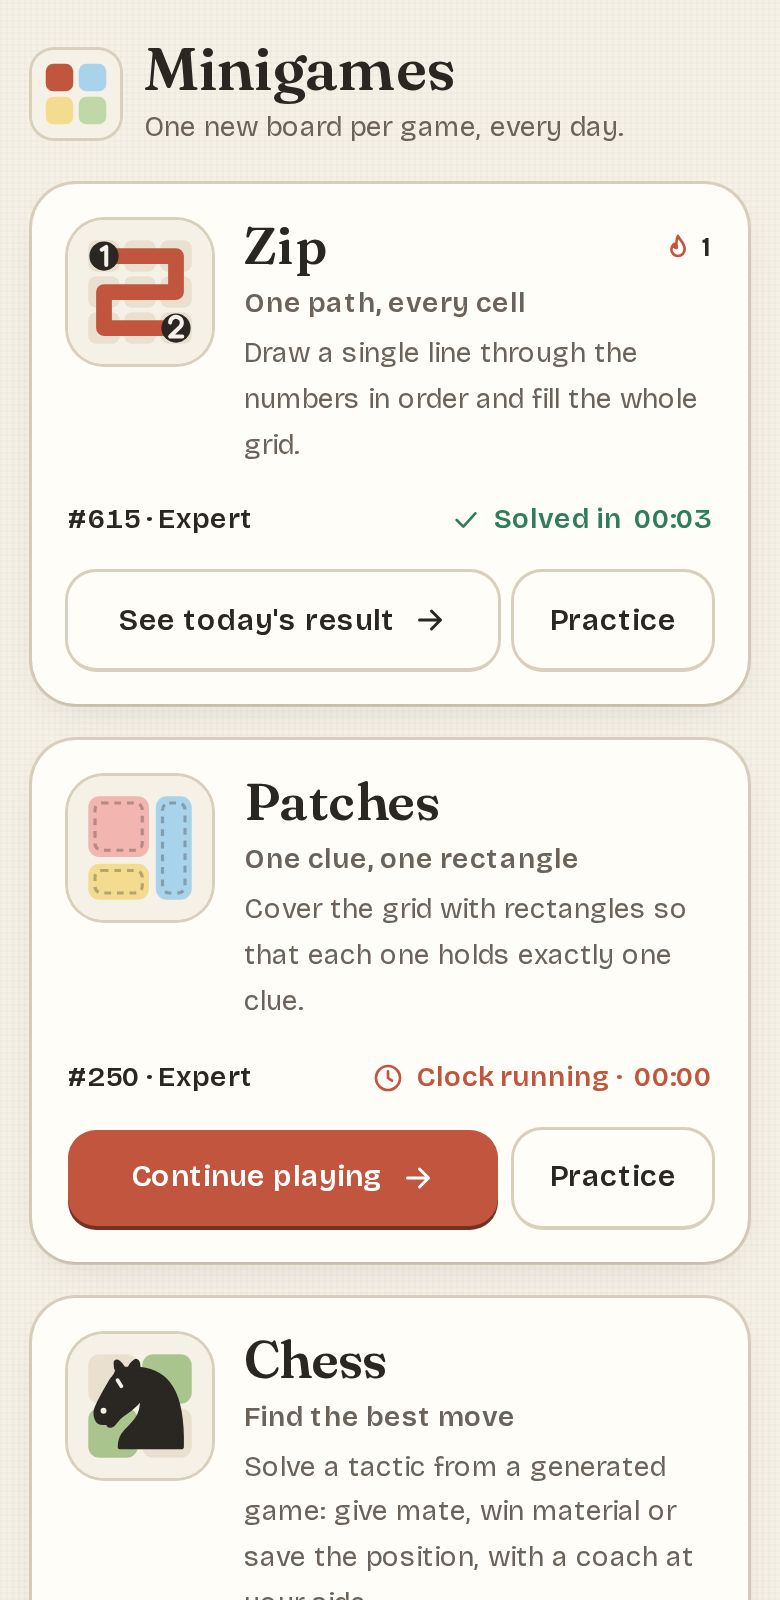 Minigames
One new board per game, every day.
1
2
Zip
1
One path, every cell
Draw a single line through the
numbers in order and fill the whole
grid.
#615 · Expert
Solved in 00:03
See today's result →
Practice
Patches
One clue, one rectangle
Cover the grid with rectangles so
that each one holds exactly one
clue.
#250 · Expert
Clock running · 00:00
Continue playing →
Practice
Chess
Find the best move
Solve a tactic from a generated
game: give mate, win material or
save the position, with a coach at
your side